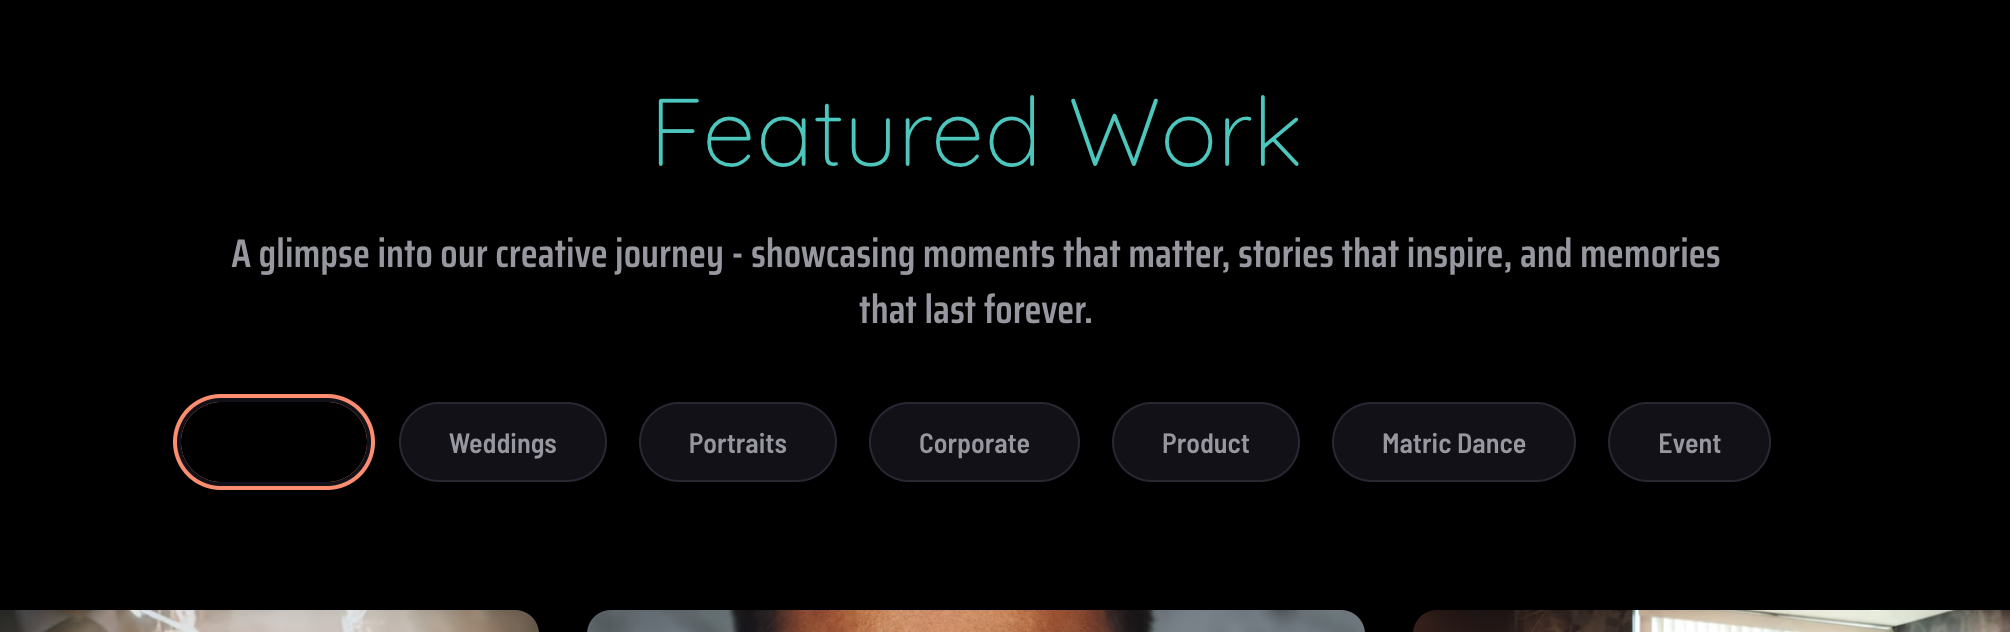 Featured Work
A glimpse into our creative journey - showcasing moments that matter, stories that inspire, and memories
that last forever.
Weddings Portraits Corporate Product Matric Dance Event